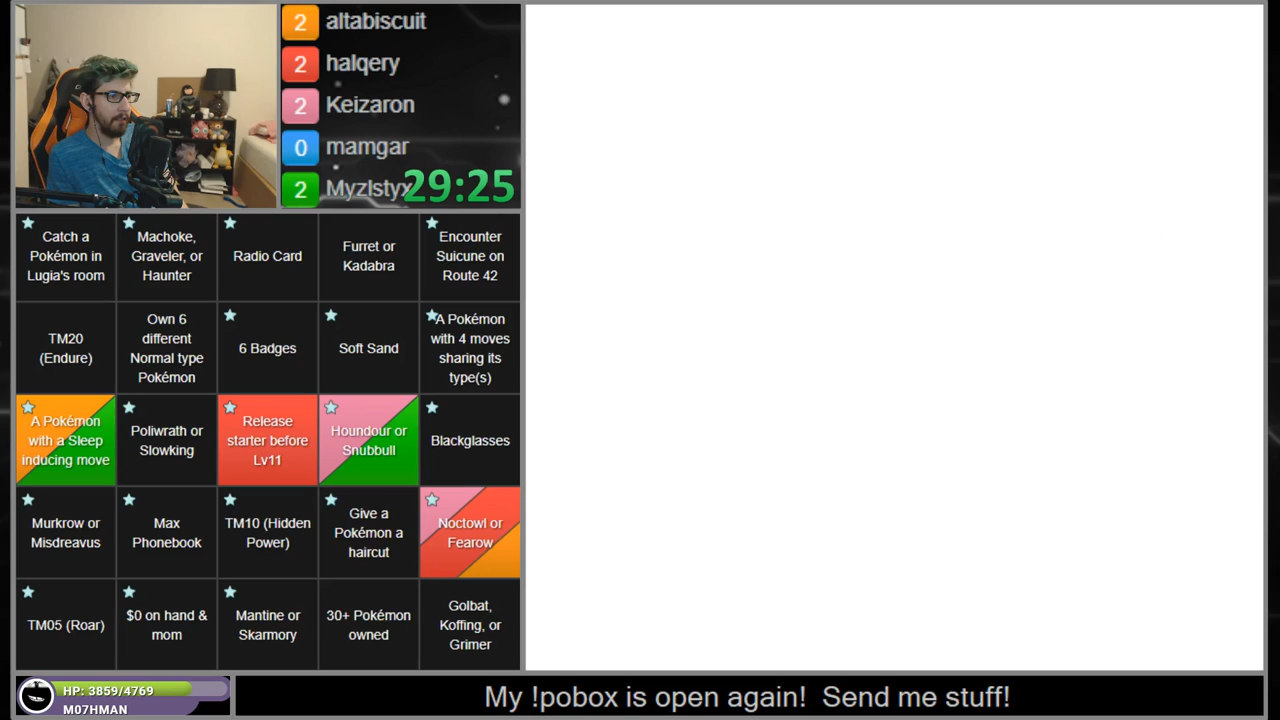 2 altabiscuit
2 halqery
2 Keizaron
0 mamgar
2 Myzlstyx
29:25
Catch a
Pokémon in
Lugia's room
Machoke,
Graveler, or
Haunter
Radio Card
Furret or
Kadabra
Encounter
Suicune on
Route 42
TM20
(Endure)
Own 6
different
Normal type
Pokémon
6 Badges
Soft Sand
A Pokémon
with 4 moves
sharing its
type(s)
A Pokémon
with a Sleep
inducing move
Poliwrath or
Slowking
Release
starter before
Lv11
Houndour or
Snubbull
Blackglasses
Murkrow or
Misdreavus
Max
Phonebook
TM10 (Hidden
Power)
Give a
Pokémon a
haircut
Noctowl or
Fearow
TM05 (Roar)
$0 on hand &
mom
Mantine or
Skarmory
30+ Pokémon
owned
Golbat,
Koffing, or
Grimer
HP: 3859/4769
M07HMAN
My !pobox is open again!  Send me stuff!